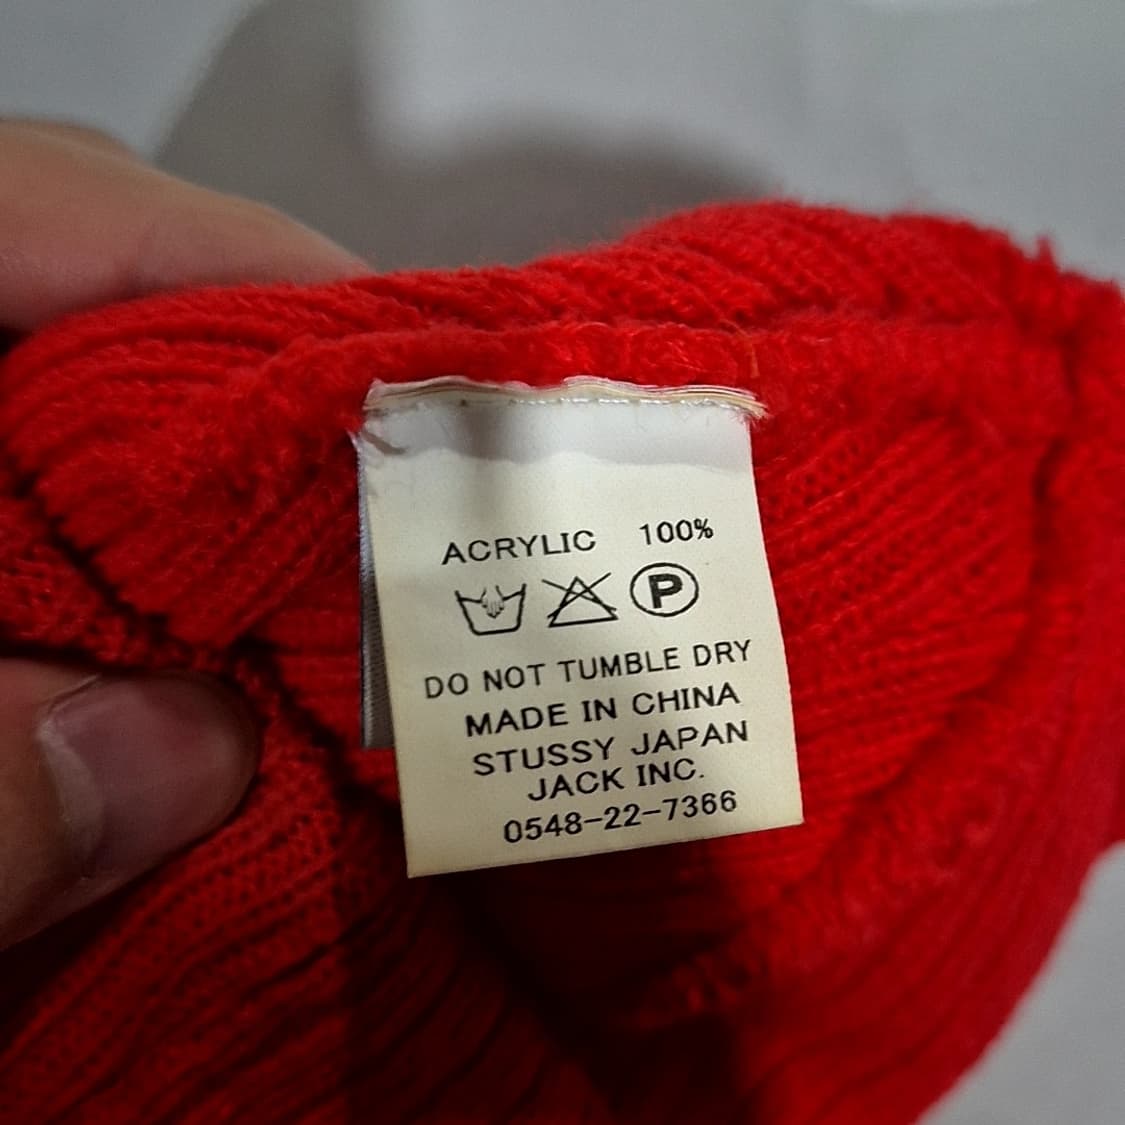 ACRYLIC 100%
P
DO NOT TUMBLE DRY
MADE IN CHINA
STUSSY JAPAN
JACK INC.
0548-22-7366